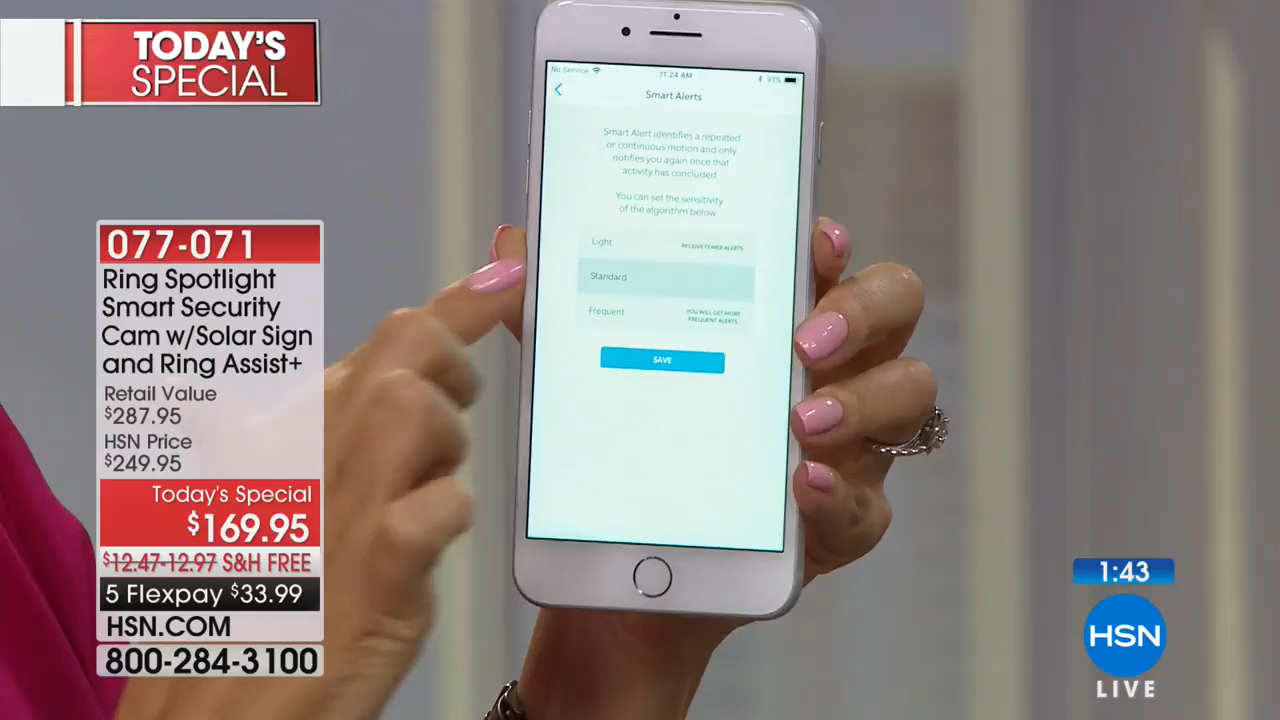 TODAY'S
SPECIAL
077-071
Ring Spotlight
Smart Security
Cam w/Solar Sign
and Ring Assist+
Retail Value
$287.95
HSN Price
$249.95
Today's Special
$169.95
$12.47-12.97 S&H FREE
5 Flexpay $33.99
HSN.COM
800-284-3100
No Service 11:24 AM 93%
Smart Alerts
Smart Alert identifies a repeated
or continuous motion and only
notifies you again once that
activity has concluded.
You can set the sensitivity
of the algorithm below
Light RECEIVE FEWER ALERTS
Standard
Frequent YOU WILL GET MORE
FREQUENT ALERTS
SAVE
1:43
HSN
LIVE